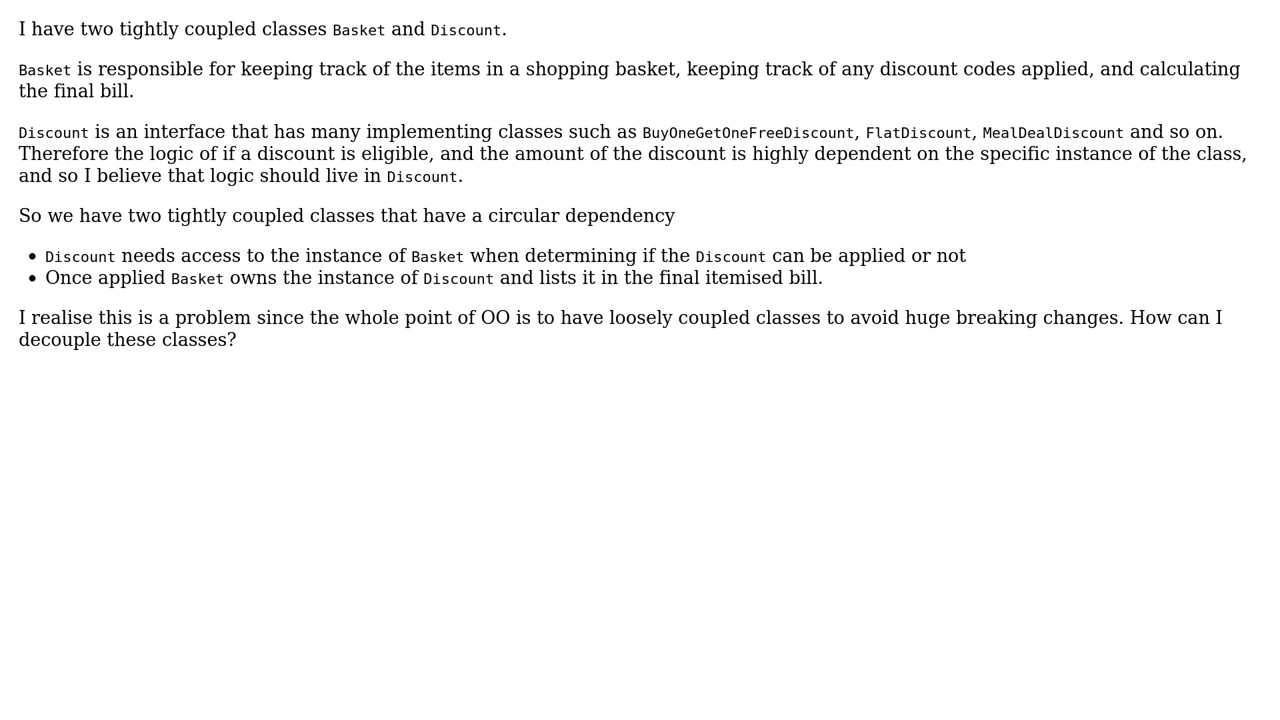 I have two tightly coupled classes Basket and Discount.
Basket is responsible for keeping track of the items in a shopping basket, keeping track of any discount codes applied, and calculating
the final bill.
Discount is an interface that has many implementing classes such as BuyOneGetOneFreeDiscount, FlatDiscount, MealDealDiscount and so on.
Therefore the logic of if a discount is eligible, and the amount of the discount is highly dependent on the specific instance of the class,
and so I believe that logic should live in Discount.
So we have two tightly coupled classes that have a circular dependency
• Discount needs access to the instance of Basket when determining if the Discount can be applied or not
• Once applied Basket owns the instance of Discount and lists it in the final itemised bill.
I realise this is a problem since the whole point of OO is to have loosely coupled classes to avoid huge breaking changes. How can I
decouple these classes?